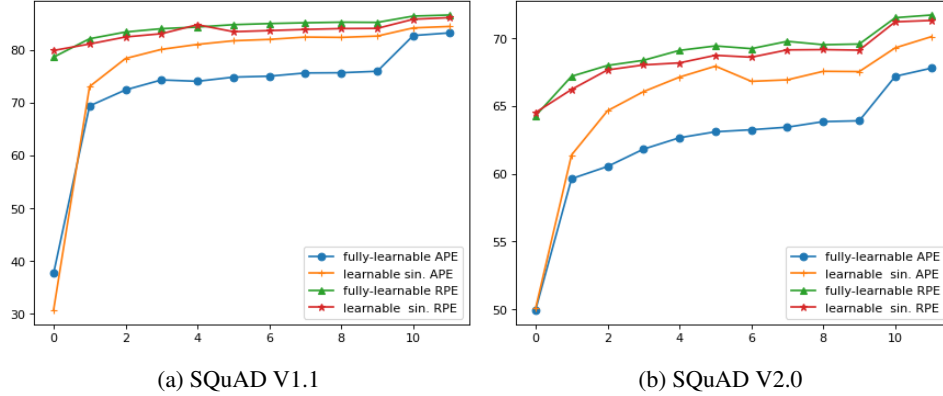 80
70
60
50
40
30
0 2 4 6 8 10
fully-learnable APE
learnable sin. APE
fully-learnable RPE
learnable sin. RPE
(a) SQuAD V1.1
70
65
60
55
50
0 2 4 6 8 10
fully-learnable APE
learnable sin. APE
fully-learnable RPE
learnable sin. RPE
(b) SQuAD V2.0